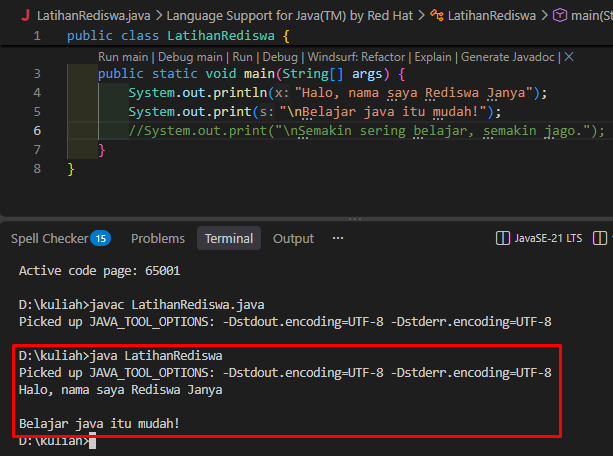 J LatihanRediswa.java > Language Support for Java(TM) by Red Hat > LatihanRediswa > main(St
1 public class LatihanRediswa {
Run main | Debug main | Run | Debug | Windsurf: Refactor | Explain | Generate Javadoc | X
3 public static void main(String[] args) {
4 System.out.println(x: "Halo, nama saya Rediswa Janya");
5 System.out.print(s: "\nBelajar java itu mudah!");
6 //System.out.print("\nSemakin sering belajar, semakin jago.");
7 }
8 }
Spell Checker 15 Problems Terminal Output ··· JavaSE-21 LTS
Active code page: 65001
D:\kuliah>javac LatihanRediswa.java
Picked up JAVA_TOOL_OPTIONS: -Dstdout.encoding=UTF-8 -Dstderr.encoding=UTF-8
D:\kuliah>java LatihanRediswa
Picked up JAVA_TOOL_OPTIONS: -Dstdout.encoding=UTF-8 -Dstderr.encoding=UTF-8
Halo, nama saya Rediswa Janya
Belajar java itu mudah!
D:\kuliah>